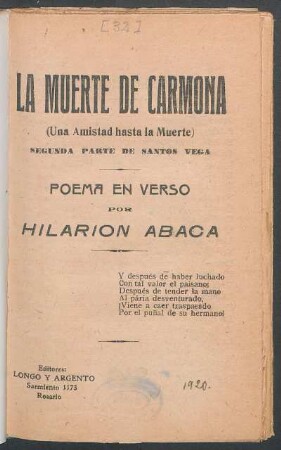 [32]
LA MUERTE DE CARMONA
(Una Amistad hasta la Muerte)
SEGUNDA PARTE DE SANTOS VEGA
POEMA EN VERSO
POR
HILARION ABACA
Y después de haber luchado
Con tal valor el paisano;
Después de tender la mano
Al pária desventurado,
¡Viene a caer traspasado
Por el puñal de su hermano!
Editores:
LONGO Y ARGENTO
Sarmiento 1173
Rosario
1920.